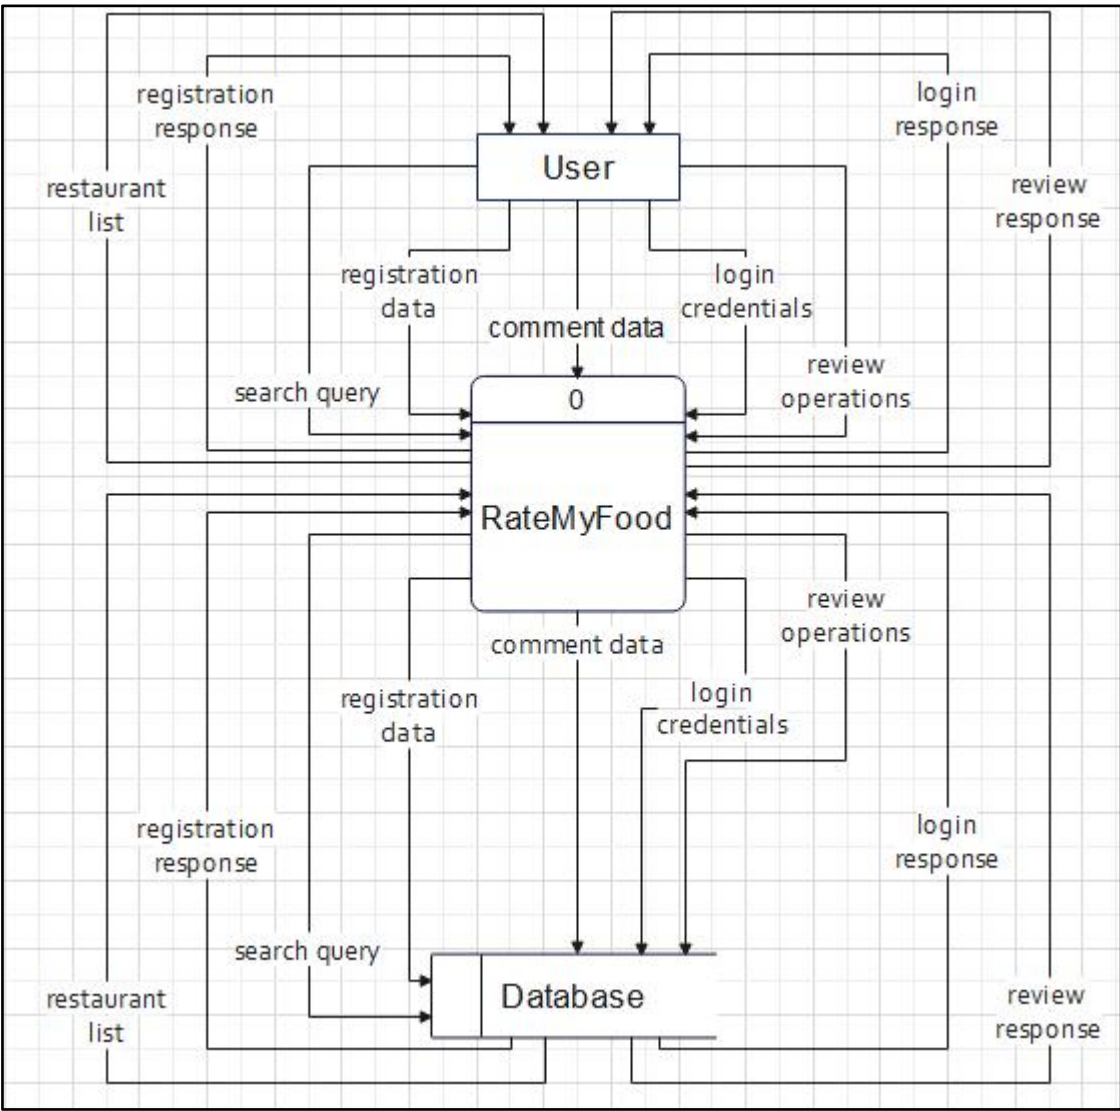 registration
response
login
response
User
restaurant
list
review
response
registration
data
login
credentials
comment data
search query
review
operations
0
RateMyFood
review
operations
comment data
registration
data
login
credentials
registration
response
login
response
search query
Database
restaurant
list
review
response